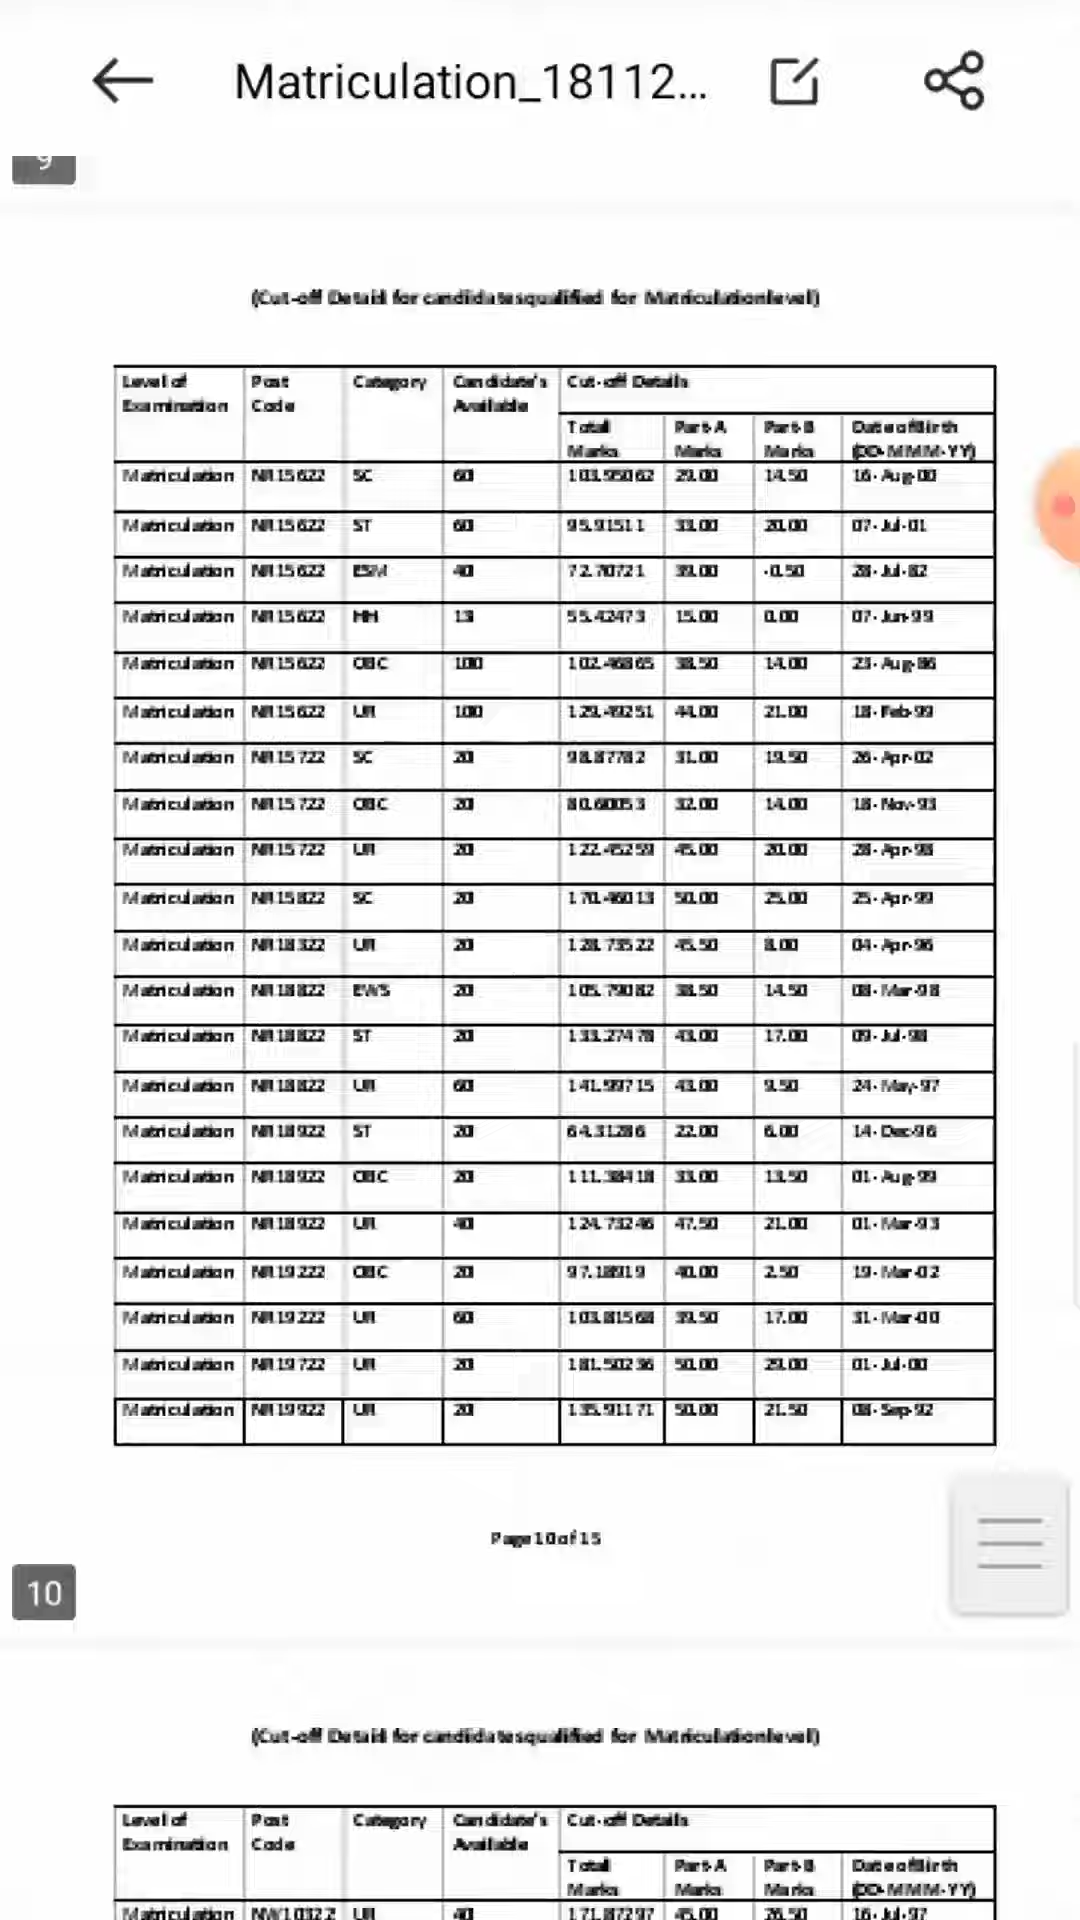 Matriculation_18112...
9
(Cut-off Detail for candidates qualified for Matriculation level)
Level of Examination Post Code Category Candidate's Available Cut-off Details
Total Marks Part-A Marks Part-B Marks Date of Birth (DD-MMM-YY)
Matriculation NR15622 SC 60 103.95062 29.00 14.50 16-Aug-00
Matriculation NR15622 ST 60 95.91511 33.00 20.00 07-Jul-01
Matriculation NR15622 ESM 40 72.70721 39.00 -0.50 28-Jul-82
Matriculation NR15622 HH 13 55.42473 15.00 0.00 07-Jun-99
Matriculation NR15622 OBC 100 102.46865 38.50 14.00 23-Aug-86
Matriculation NR15622 UR 100 129.49251 44.00 21.00 18-Feb-99
Matriculation NR15722 SC 20 98.87782 31.00 19.50 26-Apr-02
Matriculation NR15722 OBC 20 80.60053 32.00 14.00 18-Nov-93
Matriculation NR15722 UR 20 122.45259 45.00 20.00 28-Apr-98
Matriculation NR15822 SC 20 170.46013 50.00 25.00 25-Apr-99
Matriculation NR18322 UR 20 128.73522 45.50 8.00 04-Apr-96
Matriculation NR18822 EWS 20 105.79082 38.50 14.50 08-Mar-98
Matriculation NR18822 ST 20 133.27478 43.00 17.00 09-Jul-98
Matriculation NR18822 UR 60 141.99715 43.00 9.50 24-May-97
Matriculation NR18922 ST 20 64.31286 22.00 6.00 14-Dec-96
Matriculation NR18922 OBC 20 111.38418 33.00 13.50 01-Aug-99
Matriculation NR18922 UR 40 124.73246 47.50 21.00 01-Mar-93
Matriculation NR19222 OBC 20 97.18919 40.00 2.50 19-Mar-02
Matriculation NR19222 UR 60 103.81568 39.50 17.00 31-Mar-00
Matriculation NR19722 UR 20 181.50236 50.00 29.00 01-Jul-00
Matriculation NR19922 UR 20 135.91171 50.00 21.50 08-Sep-92
Page 10 of 15
10
(Cut-off Detail for candidates qualified for Matriculation level)
Level of Examination Post Code Category Candidate's Available Cut-off Details
Total Marks Part-A Marks Part-B Marks Date of Birth (DD-MMM-YY)
Matriculation NW10322 UR 40 171.87297 45.00 26.50 16-Jul-97